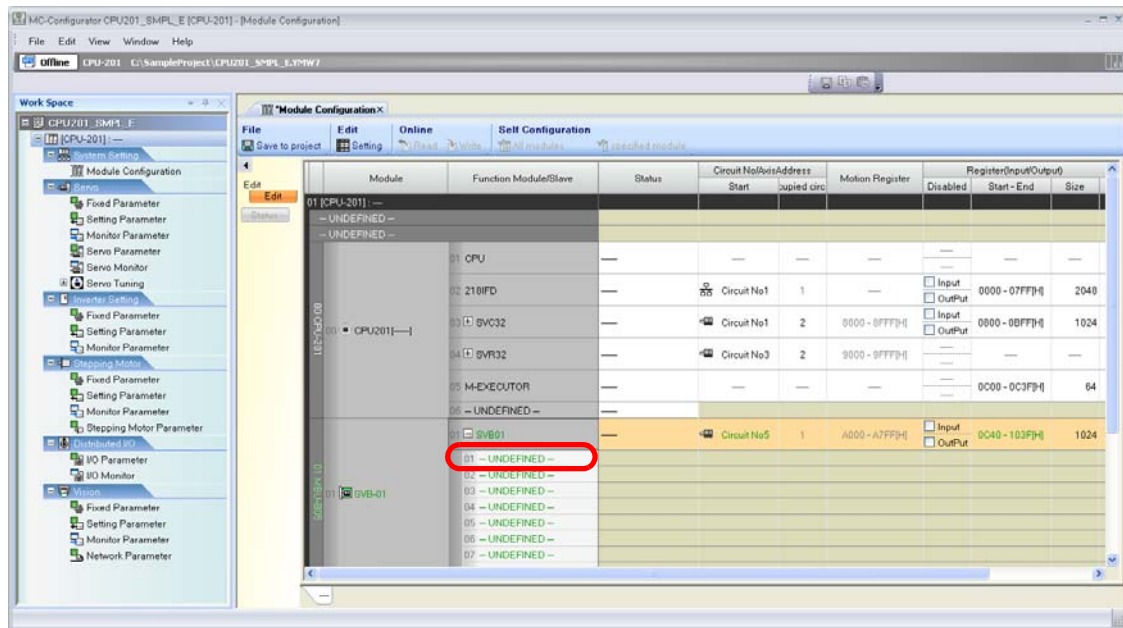 MC-Configurator CPU201_SMPL_E [CPU-201] - [Module Configuration]
File Edit View Window Help
Offline CPU-201 C:\SampleProject\CPU201_SMPL_E.YMW7
Work Space
CPU201_SMPL_E
[CPU-201] : —
System Setting
Module Configuration
Servo
Fixed Parameter
Setting Parameter
Monitor Parameter
Servo Parameter
Servo Monitor
Servo Tuning
Inverter Setting
Fixed Parameter
Setting Parameter
Monitor Parameter
Stepping Motor
Fixed Parameter
Setting Parameter
Monitor Parameter
Stepping Motor Parameter
Distributed I/O
I/O Parameter
I/O Monitor
Vision
Fixed Parameter
Setting Parameter
Monitor Parameter
Network Parameter
*Module Configuration ×
File Edit Online Self Configuration
Save to project Setting Read Write All modules specified module
Edit
Edit
Status
Module Function Module/Slave Status Circuit No/AxisAddress Motion Register Register(Input/Output)
Start cupied circ Disabled Start - End Size
01 [CPU-201] : —
-- UNDEFINED --
-- UNDEFINED --
00 CPU-201
00 CPU201[—]
01 CPU — — — — — — —
02 218IFD — Circuit No1 1 — Input OutPut 0000 - 07FF[H] 2048
03 SVC32 — Circuit No1 2 8000 - 8FFF[H] Input OutPut 0800 - 0BFF[H] 1024
04 SVR32 — Circuit No3 2 9000 - 9FFF[H] — — —
05 M-EXECUTOR — — — — — 0C00 - 0C3F[H] 64
06 -- UNDEFINED -- —
01 SVB-01
01 SVB01 — Circuit No5 1 A000 - A7FF[H] Input OutPut 0C40 - 103F[H] 1024
01 -- UNDEFINED --
02 -- UNDEFINED --
03 -- UNDEFINED --
04 -- UNDEFINED --
05 -- UNDEFINED --
06 -- UNDEFINED --
07 -- UNDEFINED --